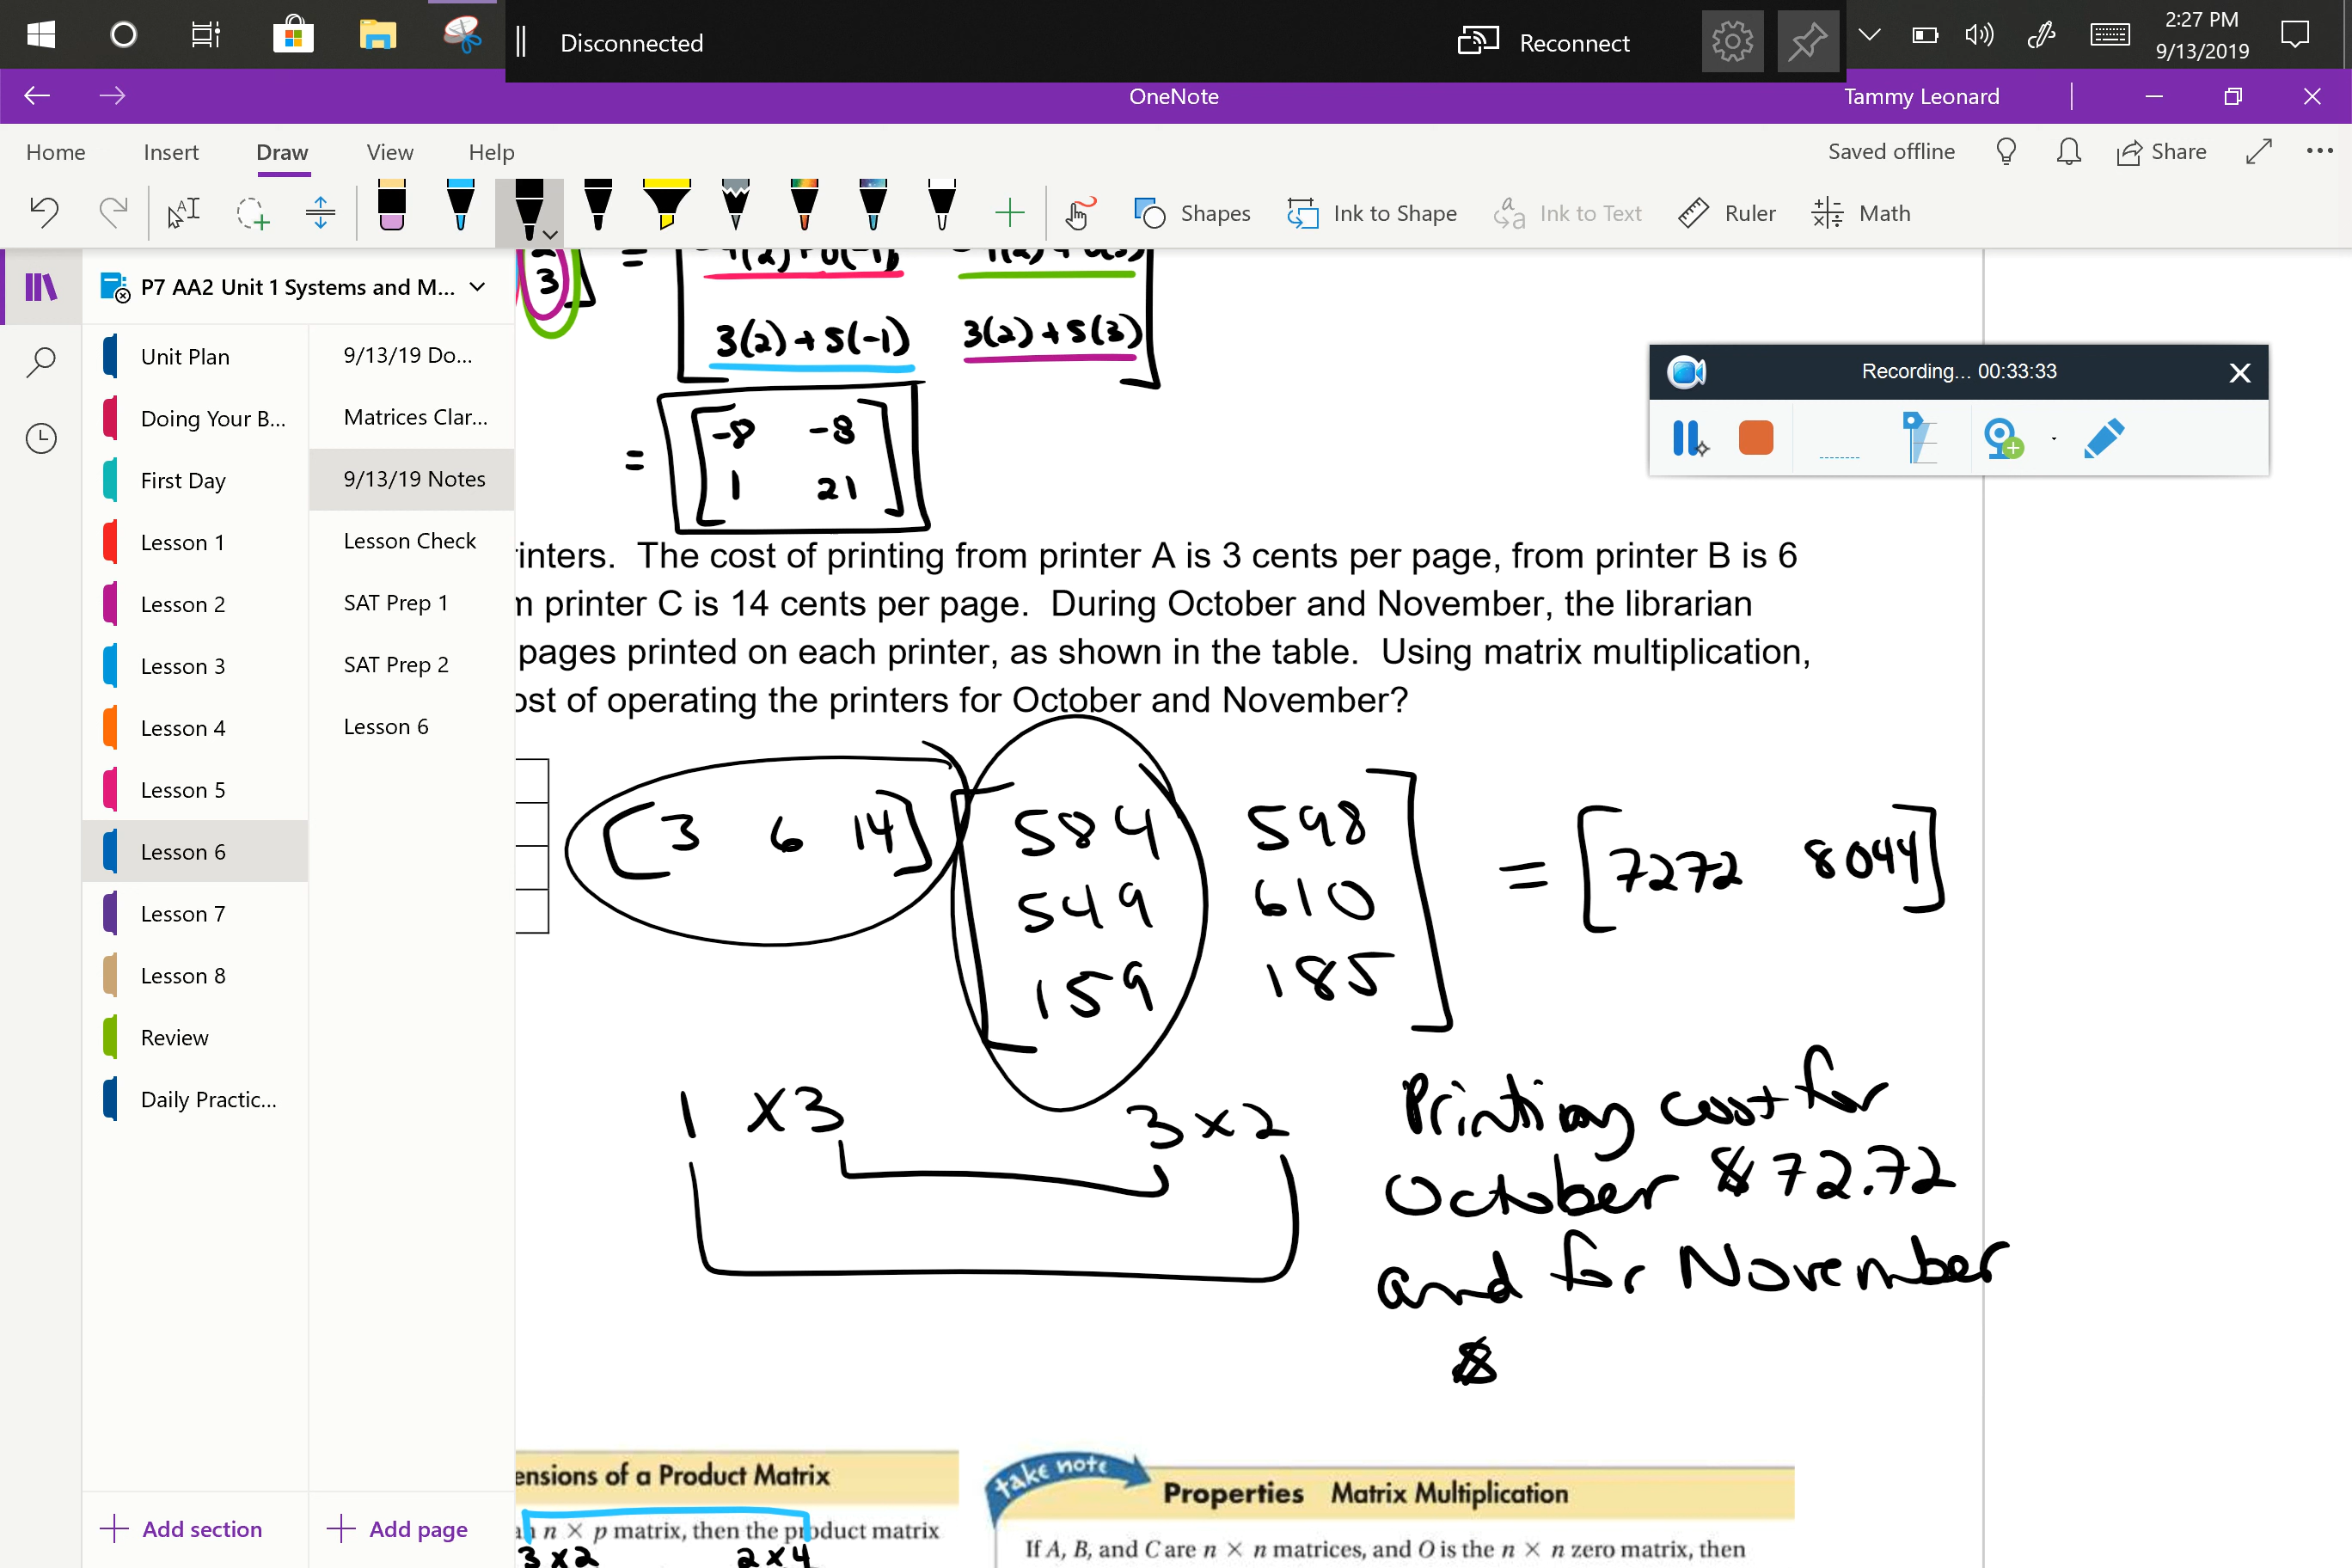 Disconnected
Reconnect
2:27 PM
9/13/2019
OneNote
Tammy Leonard
Home Insert Draw View Help
Saved offline
Share
Shapes Ink to Shape Ink to Text Ruler Math
P7 AA2 Unit 1 Systems and M...
Unit Plan
Doing Your B...
First Day
Lesson 1
Lesson 2
Lesson 3
Lesson 4
Lesson 5
Lesson 6
Lesson 7
Lesson 8
Review
Daily Practic...
Add section
9/13/19 Do...
Matrices Clar...
9/13/19 Notes
Lesson Check
SAT Prep 1
SAT Prep 2
Lesson 6
Add page
Recording... 00:33:33
3 =
3(2)+5(-1) 3(2)+5(3)
= [-8 -8
1 21]
inters. The cost of printing from printer A is 3 cents per page, from printer B is 6
m printer C is 14 cents per page. During October and November, the librarian
pages printed on each printer, as shown in the table. Using matrix multiplication,
ost of operating the printers for October and November?
[3 6 14] [584 598
549 610
159 185] = [7272 8044]
1 x3 3x2
Printing cost for
October $72.72
and for November
$
ensions of a Product Matrix
an n × p matrix, then the product matrix
3x2 2x4
take note
Properties Matrix Multiplication
If A, B, and C are n × n matrices, and O is the n × n zero matrix, then